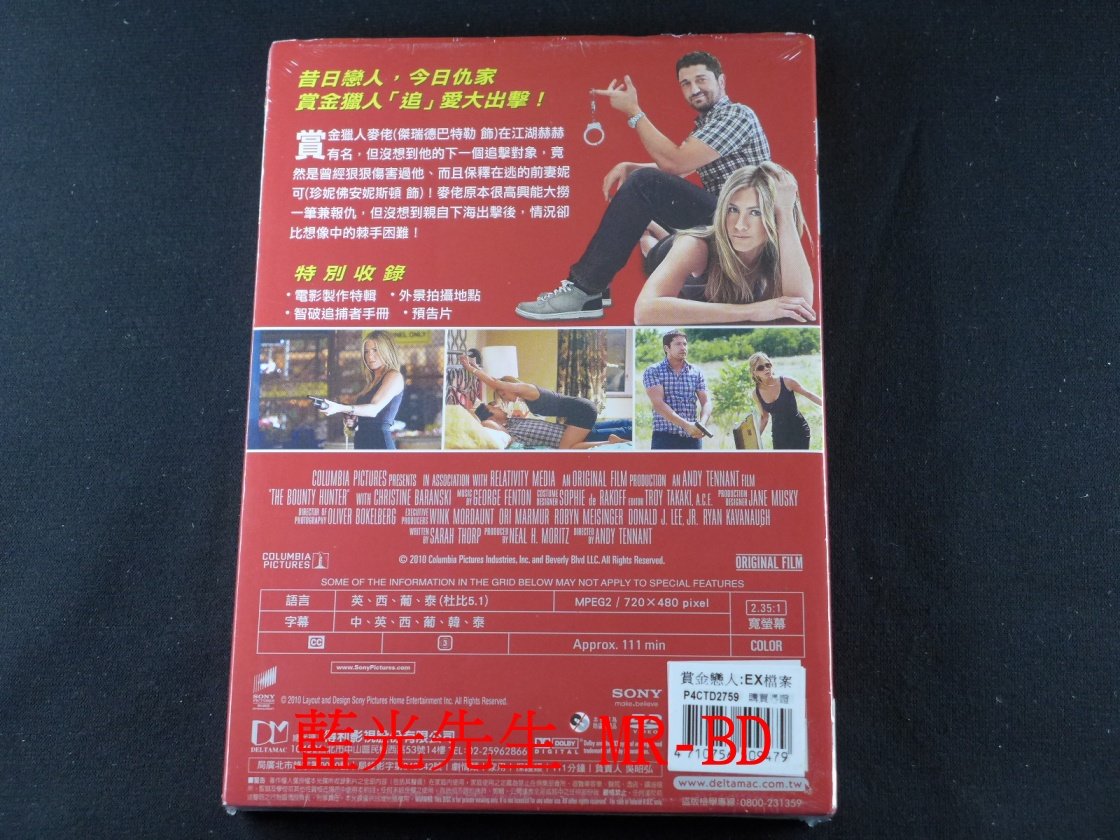 昔日戀人，今日仇家
賞金獵人「追」愛大出擊！
賞金獵人麥佬(傑瑞德巴特勒 飾)在江湖赫赫
有名，但沒想到他的下一個追擊對象，竟
然是曾經狠狠傷害過他、而且保釋在逃的前妻妮
可(珍妮佛安妮斯頓 飾)！麥佬原本很高興能大撈
一筆兼報仇，但沒想到親自下海出擊後，情況卻
比想像中的棘手困難！
特別收錄
•電影製作特輯 •外景拍攝地點
•智破追捕者手冊 •預告片
COLUMBIA PICTURES PRESENTS IN ASSOCIATION WITH RELATIVITY MEDIA AN ORIGINAL FILM PRODUCTION AN ANDY TENNANT FILM
"THE BOUNTY HUNTER" WITH CHRISTINE BARANSKI MUSIC BY GEORGE FENTON COSTUME DESIGNER SOPHIE de RAKOFF EDITOR TROY TAKAKI, A.C.E. PRODUCTION DESIGNER JANE MUSKY
DIRECTOR OF PHOTOGRAPHY OLIVER BOKELBERG EXECUTIVE PRODUCERS WINK MORDAUNT ORI MARMUR ROBYN MEISINGER DONALD J. LEE, JR. RYAN KAVANAUGH
WRITTEN BY SARAH THORP PRODUCED BY NEAL H. MORITZ DIRECTED BY ANDY TENNANT
COLUMBIA PICTURES
© 2010 Columbia Pictures Industries, Inc. and Beverly Blvd LLC. All Rights Reserved.
ORIGINAL FILM
SOME OF THE INFORMATION IN THE GRID BELOW MAY NOT APPLY TO SPECIAL FEATURES
語言 英、西、葡、泰(杜比5.1) MPEG2 / 720×480 pixel 2.35:1
字幕 中、英、西、葡、韓、泰 寬螢幕
CC 3 Approx. 111 min COLOR
www.SonyPictures.com
賞金戀人:EX檔案
P4CTD2759
SONY PICTURES
© 2010 Layout and Design Sony Pictures Home Entertainment Inc. All Rights Reserved.
SONY
make.believe
藍光先生 MR-BD
DELTAMAC
TEL:02-25962866
DOLBY DIGITAL
www.deltamac.com.tw
0800-231359